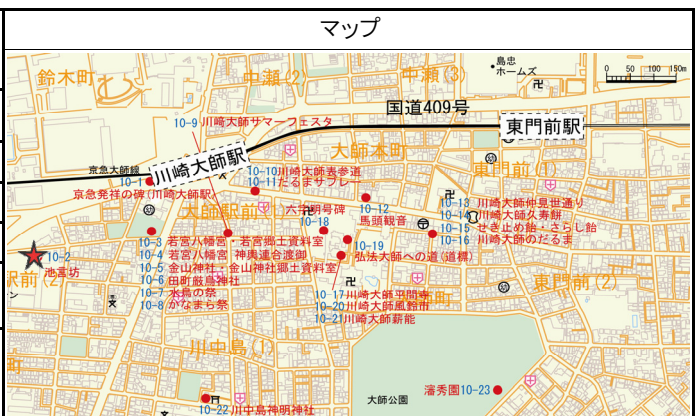 マップ
鈴木町
中瀬(2)
中瀬(3)
島忠
ホームズ
0 50 100 150m
国道409号
10-9 川崎大師サマーフェスタ
東門前駅
大師本町
東門前(1)
京急大師線
川崎大師駅
10-1
京急発祥の碑(川崎大師駅)
10-10 川崎大師表参道
10-11 だるまサブレー
大師駅前(1)
六字明号碑
10-18
10-12
馬頭観音
10-13 川崎大師仲見世通り
10-14 川崎大師久寿餅
10-15 せき止め飴・さらし飴
10-16 川崎大師のだるま
10-2
池言坊
駅前(2)
10-3 若宮八幡宮・若宮郷土資料室
10-4 若宮八幡宮 神輿連合渡御
10-5 金山神社・金山神社郷土資料室
10-6 田町厳島神社
10-7 水鳥の祭
10-8 かなまら祭
10-19
弘法大師への道(道標)
10-17 川崎大師平間寺
10-20 川崎大師風鈴市
10-21 川崎大師薪能
町
東門前(2)
川中島(1)
町
大師公園
瀋秀園 10-23
10-22 川中島神明神社